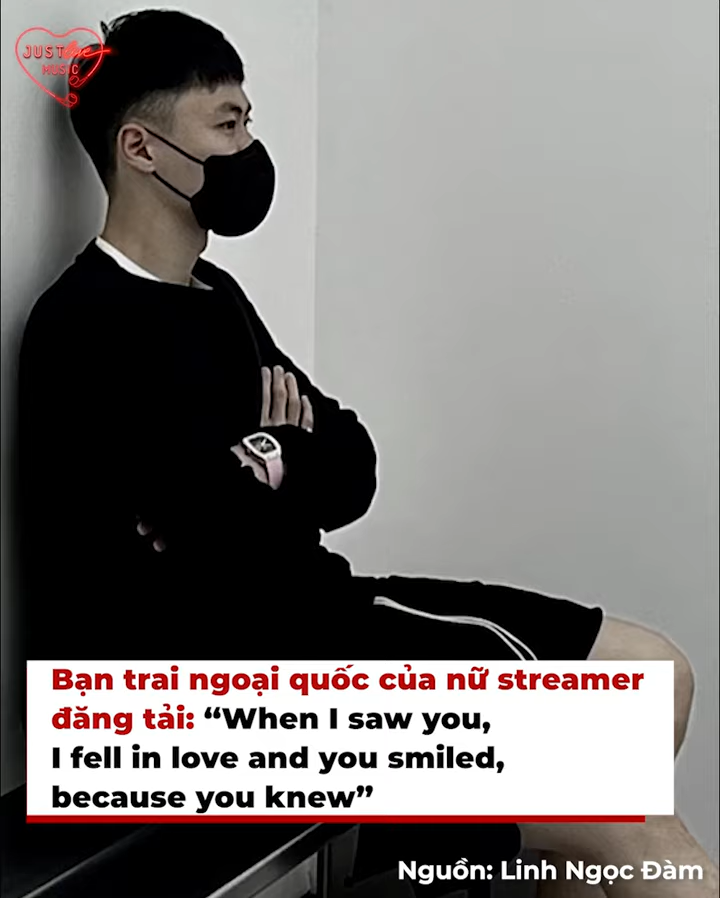 JUST love
MUSIC
Bạn trai ngoại quốc của nữ streamer
đăng tải: “When I saw you,
I fell in love and you smiled,
because you knew”
Nguồn: Linh Ngọc Đàm